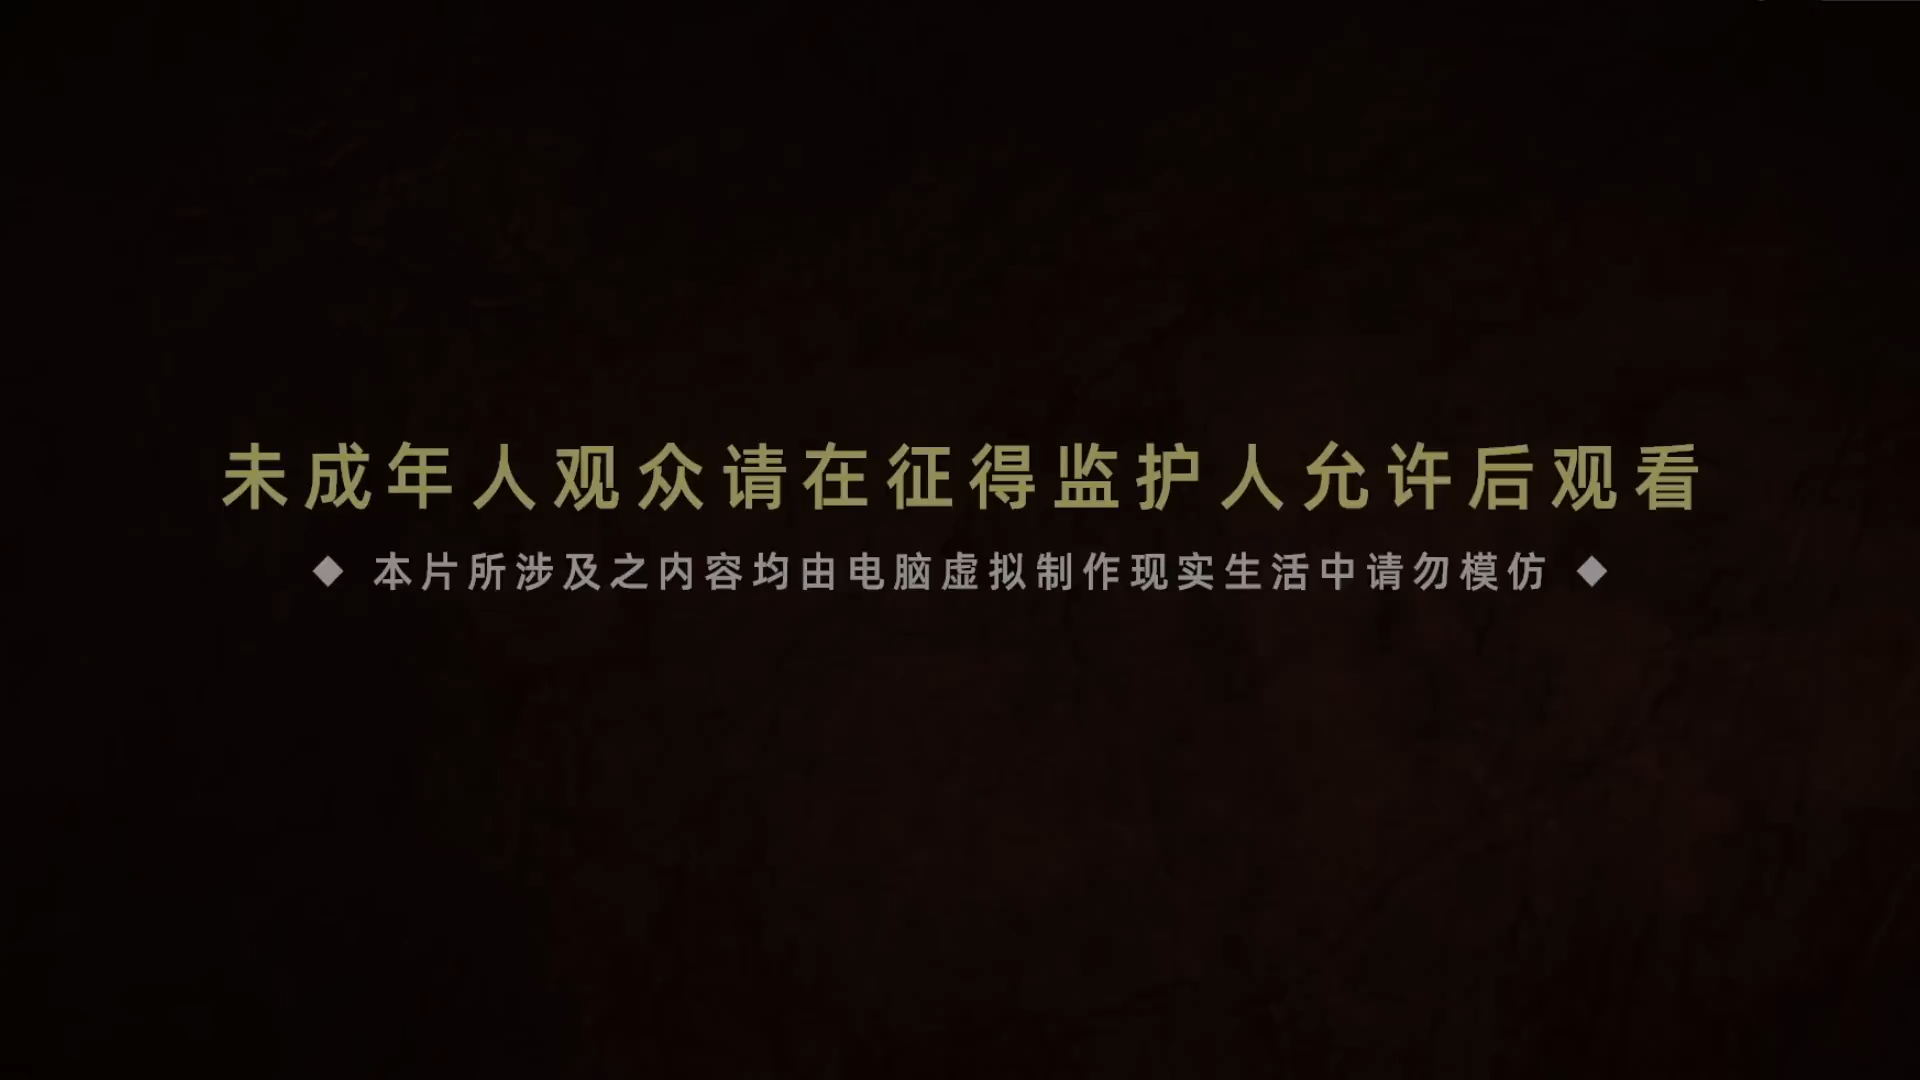 未成年人观众请在征得监护人允许后观看
◆ 本片所涉及之内容均由电脑虚拟制作现实生活中请勿模仿 ◆